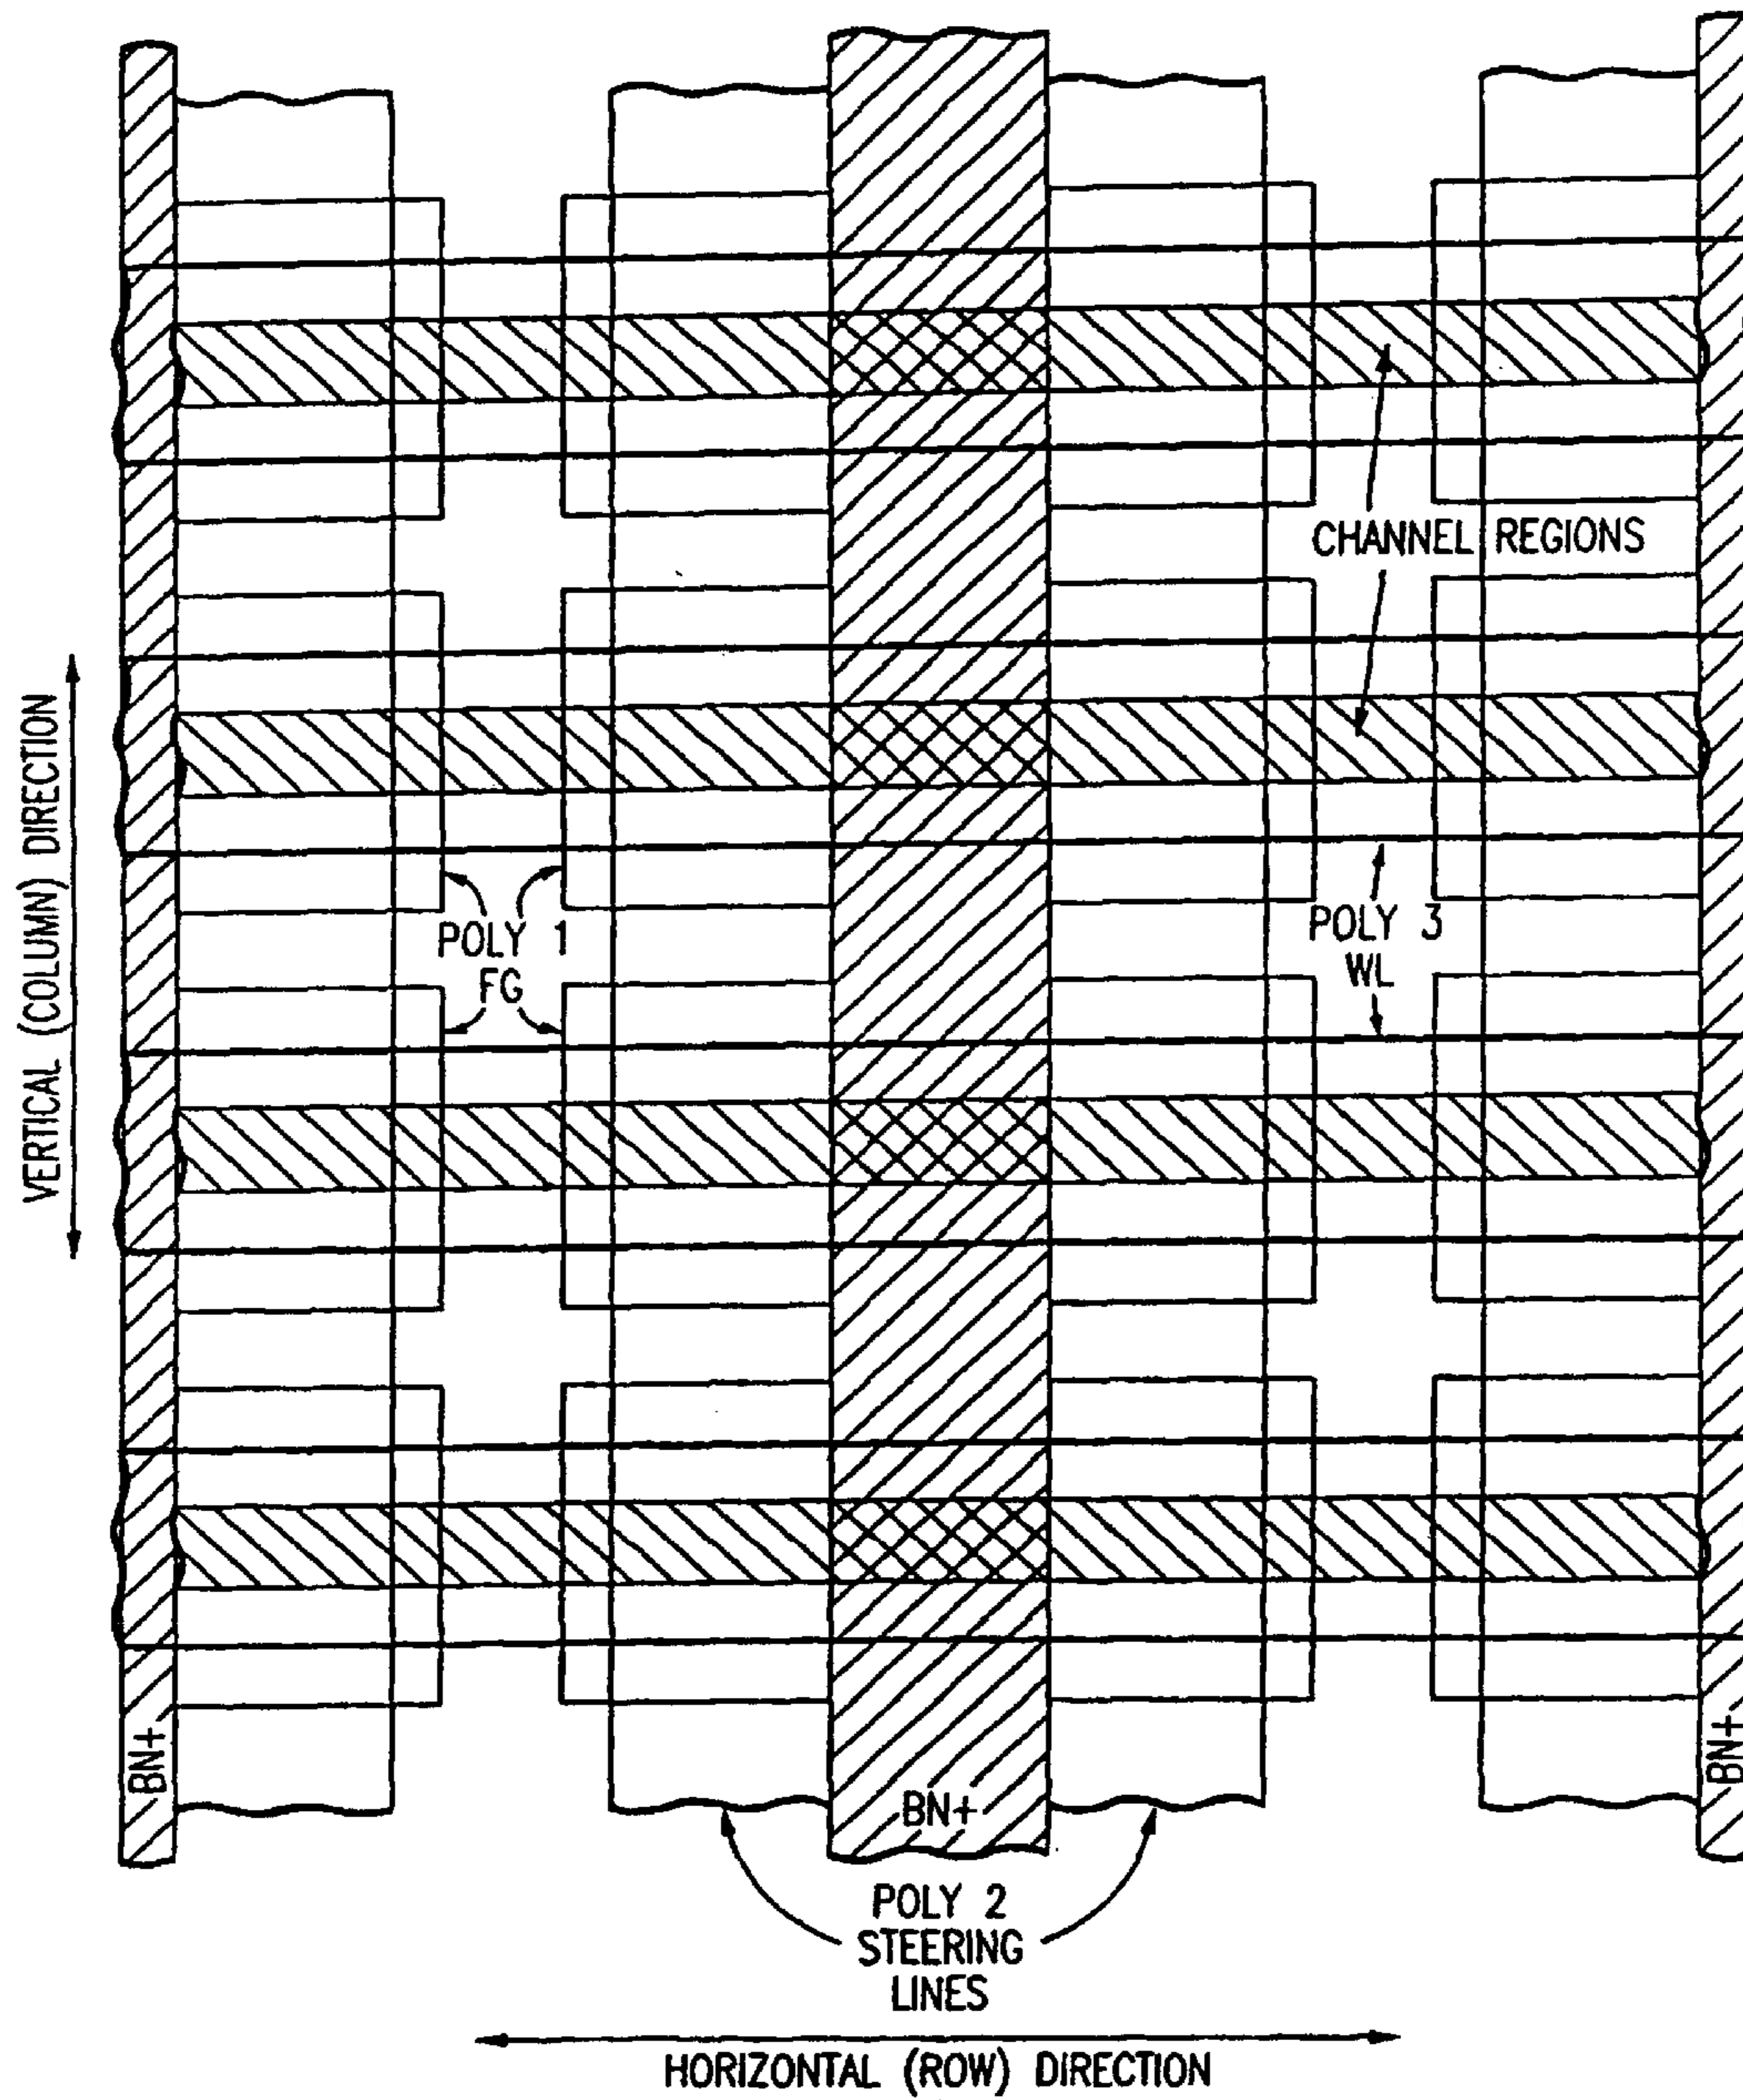 CHANNEL REGIONS
VERTICAL (COLUMN) DIRECTION
POLY 1
FG
POLY 3
WL
BN+
BN+
BN+
POLY 2
STEERING
LINES
HORIZONTAL (ROW) DIRECTION